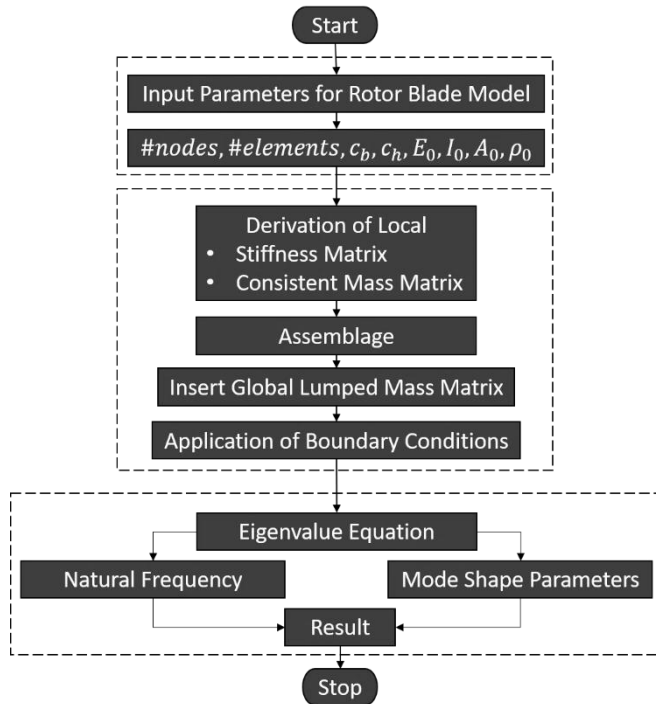 Start
Input Parameters for Rotor Blade Model
#nodes, #elements, c_b, c_h, E_0, I_0, A_0, ρ_0
Derivation of Local
• Stiffness Matrix
• Consistent Mass Matrix
Assemblage
Insert Global Lumped Mass Matrix
Application of Boundary Conditions
Eigenvalue Equation
Natural Frequency
Mode Shape Parameters
Result
Stop